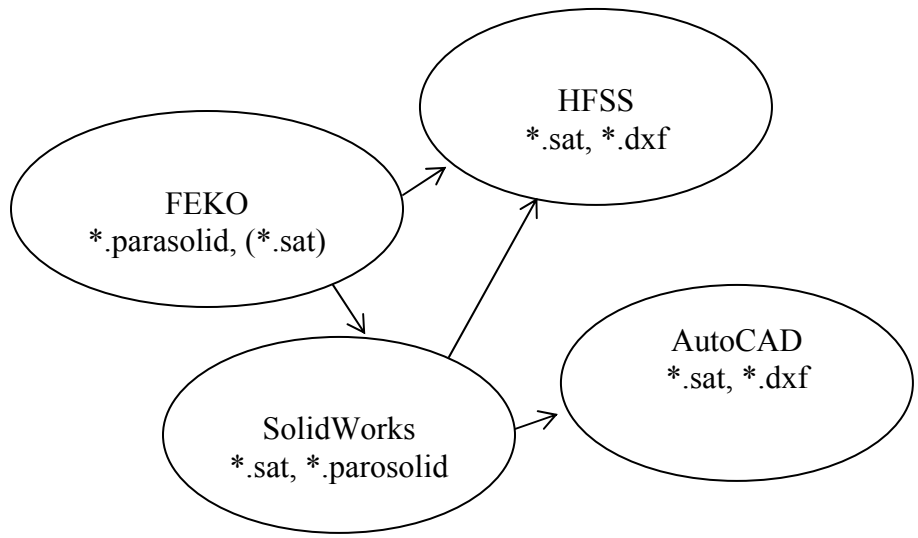 HFSS
*.sat, *.dxf
FEKO
*.parasolid, (*.sat)
AutoCAD
*.sat, *.dxf
SolidWorks
*.sat, *.parosolid